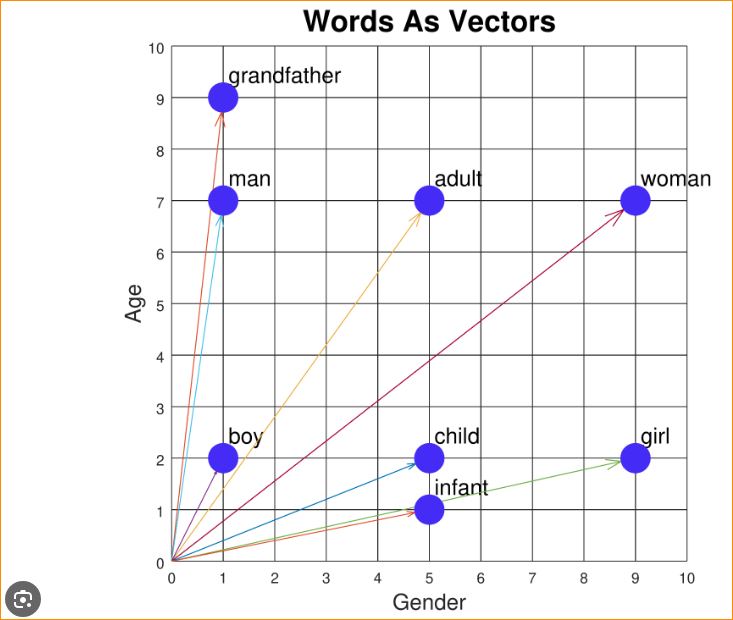 Words As Vectors
10
grandfather
9
8
man
adult
woman
7
6
Age
5
4
3
boy
child
girl
2
infant
1
0
0 1 2 3 4 5 6 7 8 9 10
Gender